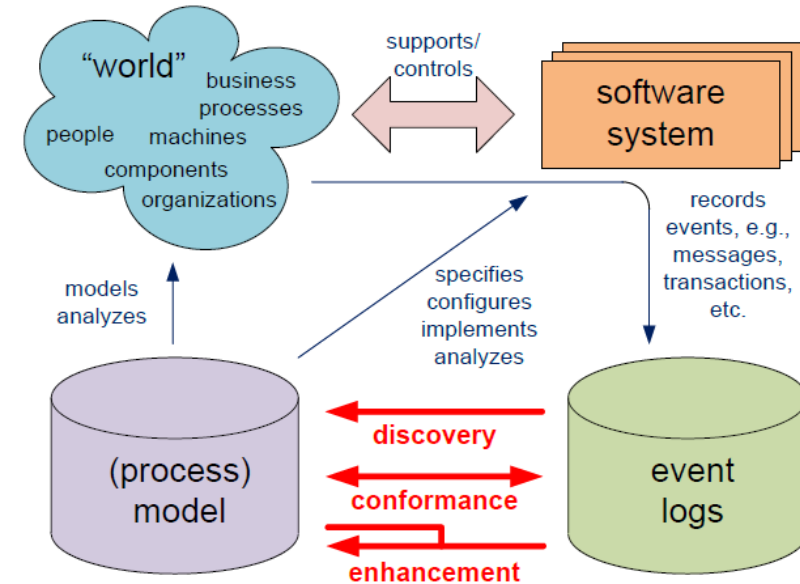 “world”
business
processes
people
machines
components
organizations
supports/
controls
software
system
records
events, e.g.,
messages,
transactions,
etc.
models
analyzes
specifies
configures
implements
analyzes
(process)
model
discovery
conformance
enhancement
event
logs